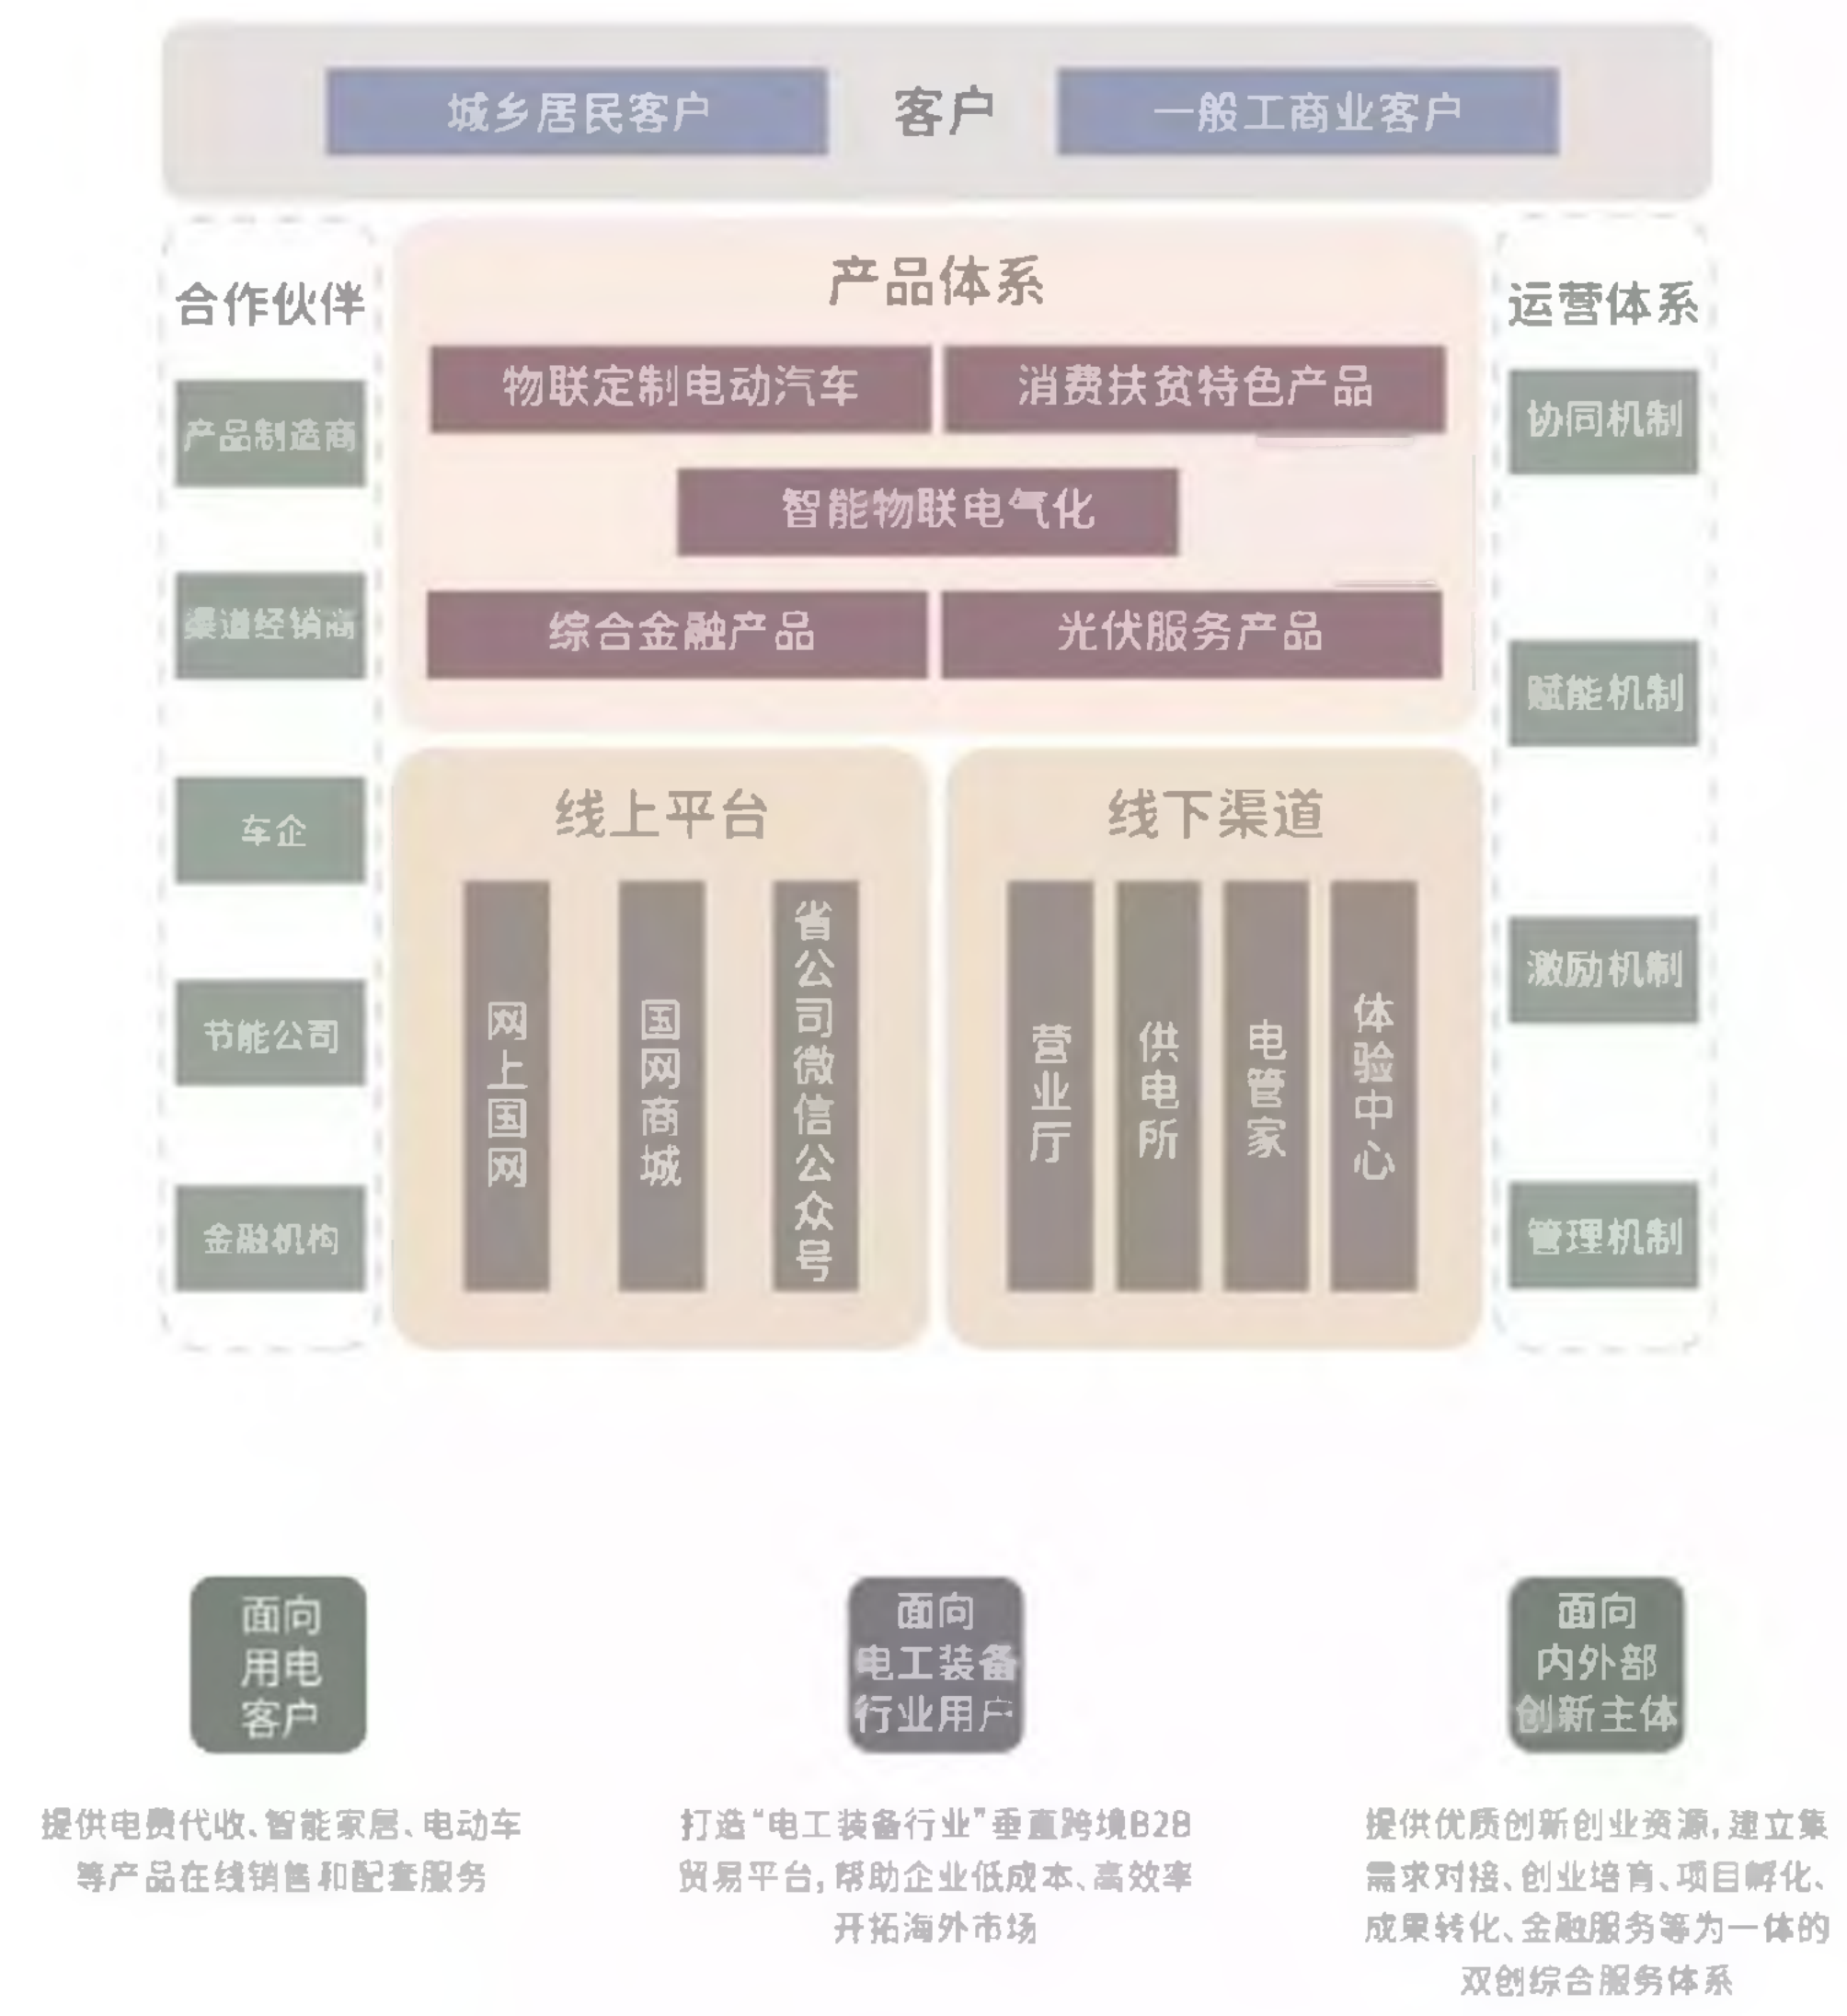 城乡居民客户
客户
一般工商业客户
合作伙伴
产品制造商
渠道经销商
车企
节能公司
金融机构
产品体系
物联定制电动汽车
消费扶贫特色产品
智能物联电气化
综合金融产品
光伏服务产品
线上平台
网上国网
国网商城
省公司微信公众号
线下渠道
营业厅
供电所
电管家
体验中心
运营体系
协同机制
赋能机制
激励机制
管理机制
面向
用电
客户
提供电费代收、智能家居、电动车
等产品在线销售和配套服务
面向
电工装备
行业用户
打造“电工装备行业”垂直跨境B2B
贸易平台,帮助企业低成本、高效率
开拓海外市场
面向
内外部
创新主体
提供优质创新创业资源,建立集
需求对接、创业培育、项目孵化、
成果转化、金融服务等为一体的
双创综合服务体系